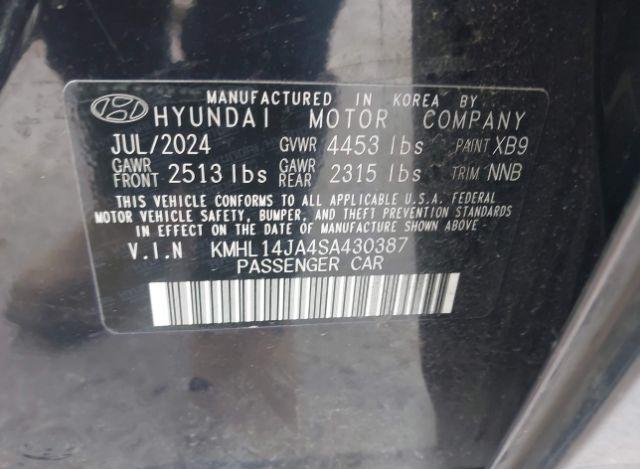 MANUFACTURED IN KOREA BY
HYUNDAI MOTOR COMPANY
JUL/2024 GVWR 4453 lbs PAINT XB9
GAWR FRONT 2513 lbs GAWR REAR 2315 lbs TRIM NNB
THIS VEHICLE CONFORMS TO ALL APPLICABLE U.S.A. FEDERAL
MOTOR VEHICLE SAFETY, BUMPER, AND THEFT PREVENTION STANDARDS
IN EFFECT ON THE DATE OF MANUFACTURE SHOWN ABOVE
V.I.N KMHL14JA4SA430387
PASSENGER CAR